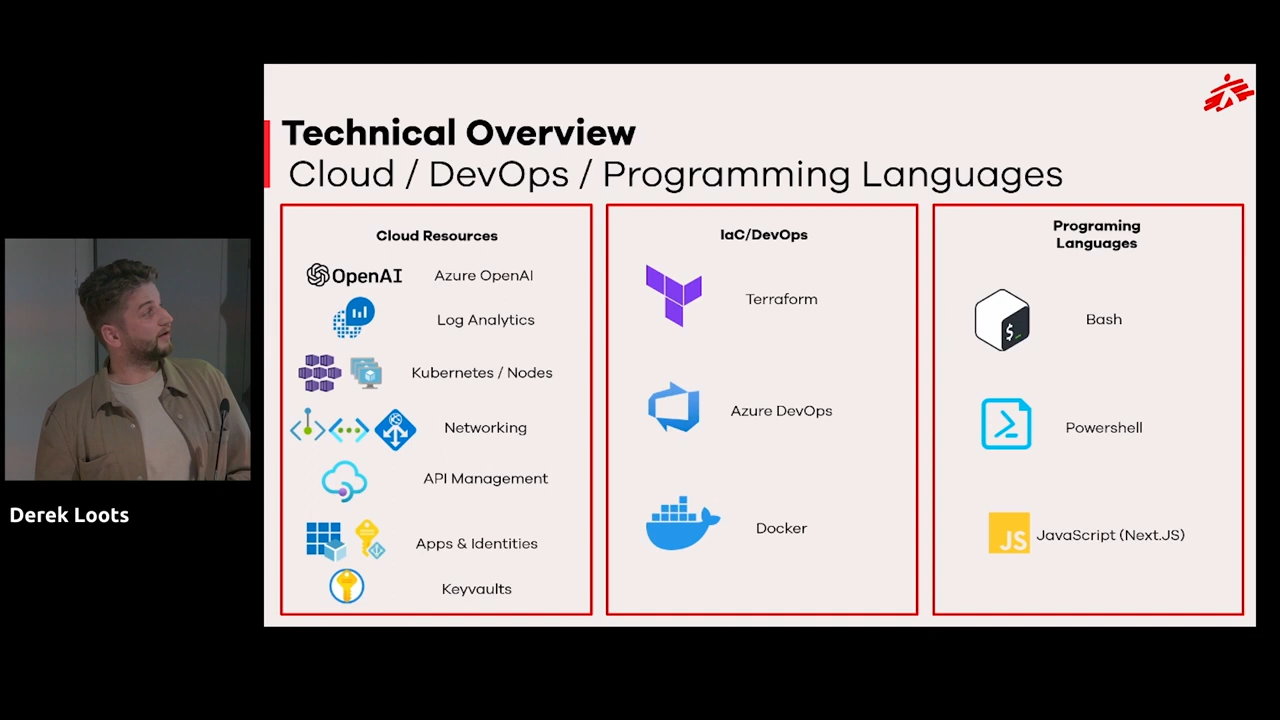 Technical Overview
Cloud / DevOps / Programming Languages
Cloud Resources
OpenAI Azure OpenAI
Log Analytics
Kubernetes / Nodes
Networking
API Management
Apps & Identities
Keyvaults
IaC/DevOps
Terraform
Azure DevOps
Docker
Programing
Languages
$_ Bash
Powershell
JS JavaScript (Next.JS)
Derek Loots